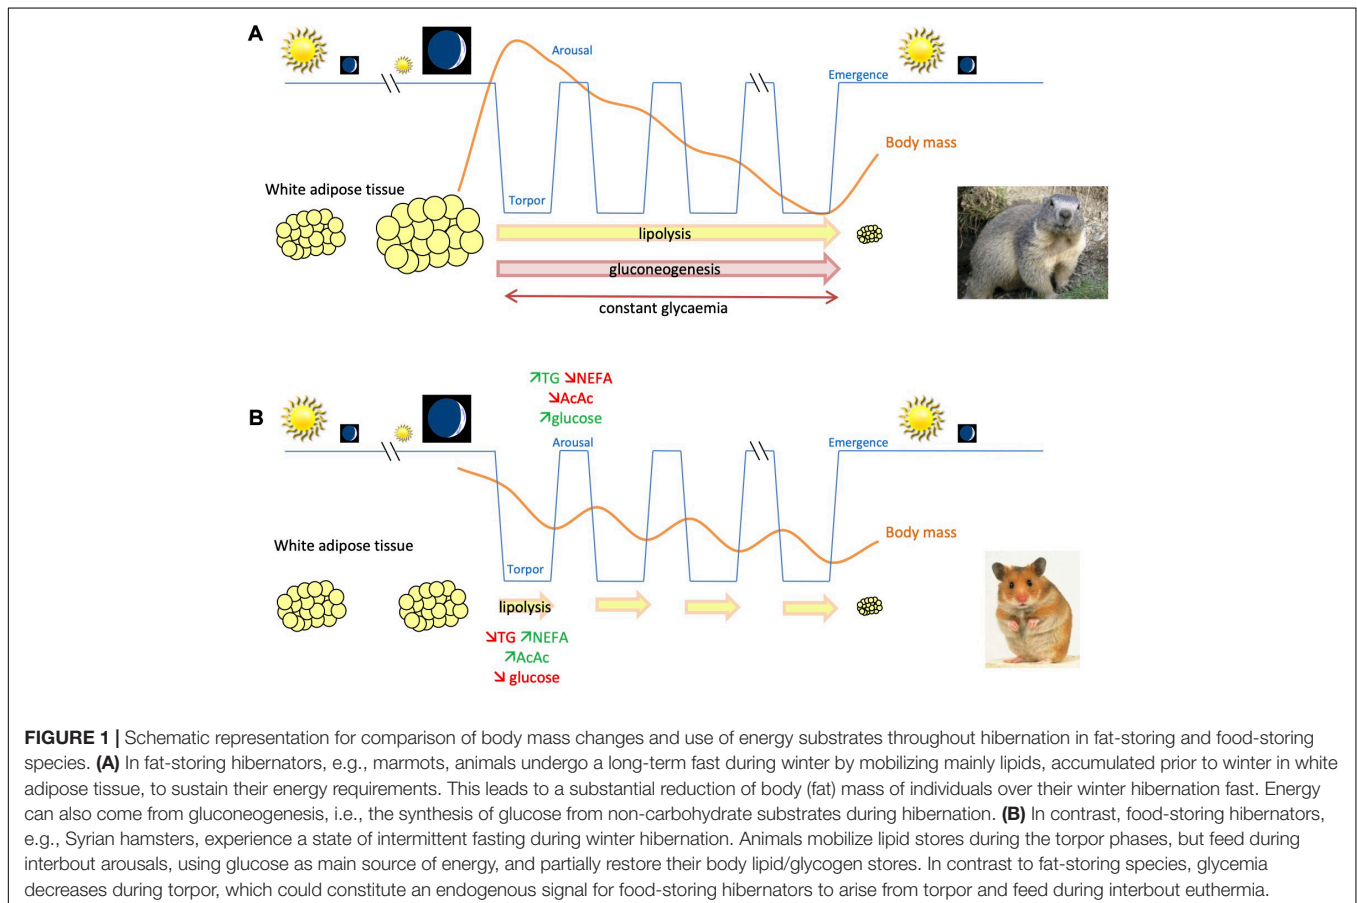 A
Arousal
Emergence
Body mass
White adipose tissue
Torpor
lipolysis
gluconeogenesis
constant glycaemia
↗TG ↘NEFA
↘AcAc
↗glucose
B
Arousal
Emergence
Body mass
White adipose tissue
Torpor
lipolysis
↘TG ↗NEFA
↗AcAc
↘ glucose
FIGURE 1 | Schematic representation for comparison of body mass changes and use of energy substrates throughout hibernation in fat-storing and food-storing
species. (A) In fat-storing hibernators, e.g., marmots, animals undergo a long-term fast during winter by mobilizing mainly lipids, accumulated prior to winter in white
adipose tissue, to sustain their energy requirements. This leads to a substantial reduction of body (fat) mass of individuals over their winter hibernation fast. Energy
can also come from gluconeogenesis, i.e., the synthesis of glucose from non-carbohydrate substrates during hibernation. (B) In contrast, food-storing hibernators,
e.g., Syrian hamsters, experience a state of intermittent fasting during winter hibernation. Animals mobilize lipid stores during the torpor phases, but feed during
interbout arousals, using glucose as main source of energy, and partially restore their body lipid/glycogen stores. In contrast to fat-storing species, glycemia
decreases during torpor, which could constitute an endogenous signal for food-storing hibernators to arise from torpor and feed during interbout euthermia.